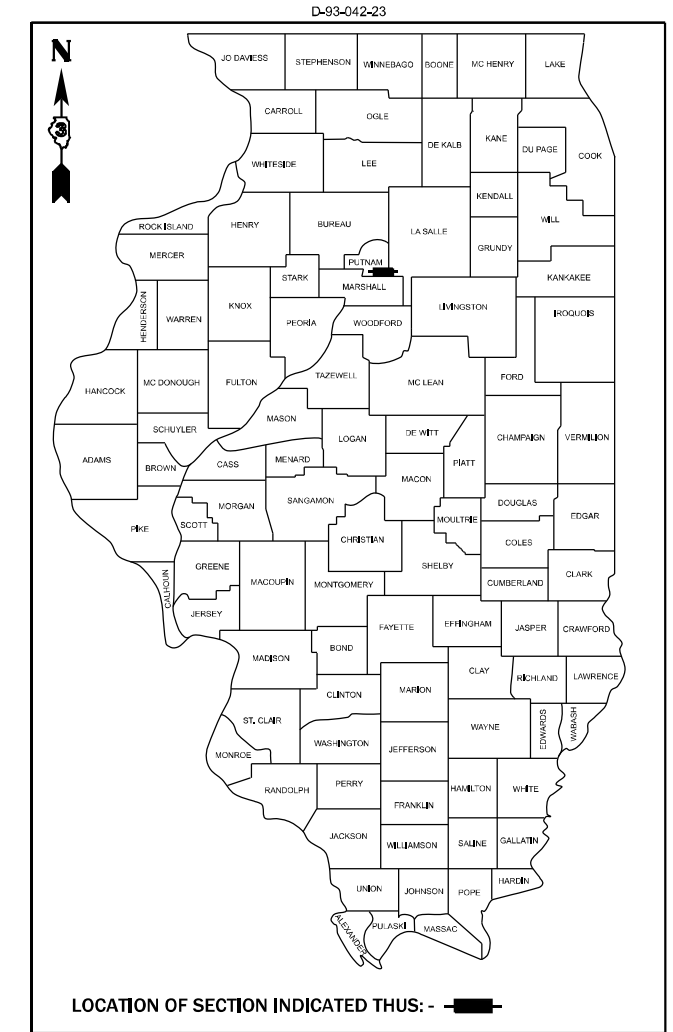 D-93-042-23
N
3
JO DAVIESS
STEPHENSON
WINNEBAGO
BOONE
MC HENRY
LAKE
CARROLL
OGLE
DE KALB
KANE
DU PAGE
COOK
WHITESIDE
LEE
KENDALL
WILL
ROCK ISLAND
HENRY
BUREAU
LA SALLE
GRUNDY
MERCER
PUTNAM
STARK
MARSHALL
KANKAKEE
HENDERSON
WARREN
KNOX
PEORIA
WOODFORD
LIVINGSTON
IROQUOIS
HANCOCK
MC DONOUGH
FULTON
TAZEWELL
MC LEAN
FORD
SCHUYLER
MASON
LOGAN
DE WITT
PIATT
CHAMPAIGN
VERMILION
ADAMS
BROWN
CASS
MENARD
MACON
PIKE
SCOTT
MORGAN
SANGAMON
CHRISTIAN
MOULTRIE
DOUGLAS
EDGAR
COLES
CALHOUN
GREENE
MACOUPIN
MONTGOMERY
SHELBY
CUMBERLAND
CLARK
JERSEY
FAYETTE
EFFINGHAM
JASPER
CRAWFORD
MADISON
BOND
CLAY
RICHLAND
LAWRENCE
CLINTON
MARION
ST. CLAIR
WAYNE
EDWARDS
WABASH
MONROE
WASHINGTON
JEFFERSON
RANDOLPH
PERRY
HAMILTON
WHITE
FRANKLIN
JACKSON
WILLIAMSON
SALINE
GALLATIN
UNION
JOHNSON
POPE
HARDIN
ALEXANDER
PULASKI
MASSAC
LOCATION OF SECTION INDICATED THUS: -